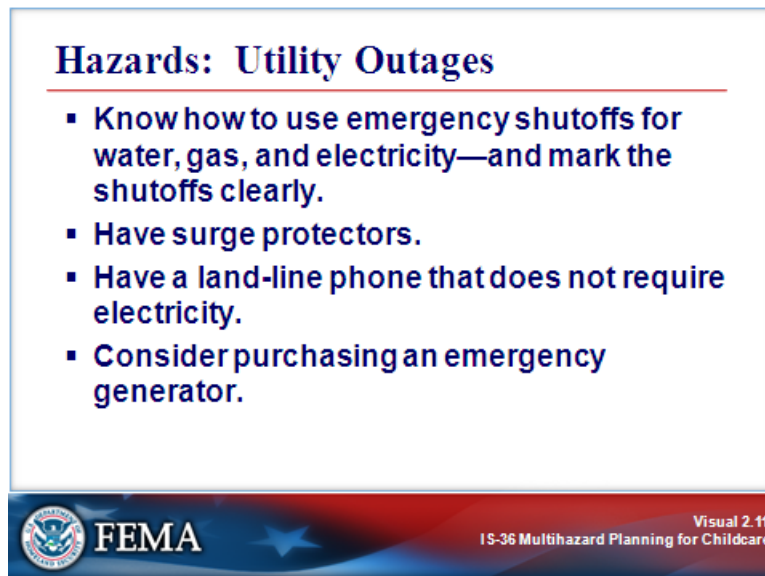 Hazards: Utility Outages
▪ Know how to use emergency shutoffs for
water, gas, and electricity—and mark the
shutoffs clearly.
▪ Have surge protectors.
▪ Have a land-line phone that does not require
electricity.
▪ Consider purchasing an emergency
generator.
FEMA
Visual 2.11
IS-36 Multihazard Planning for Childcare